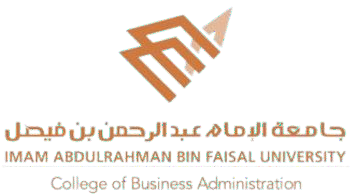 جامعة الإمام عبدالرحمن بن فيصل
IMAM ABDULRAHMAN BIN FAISAL UNIVERSITY
College of Business Administration